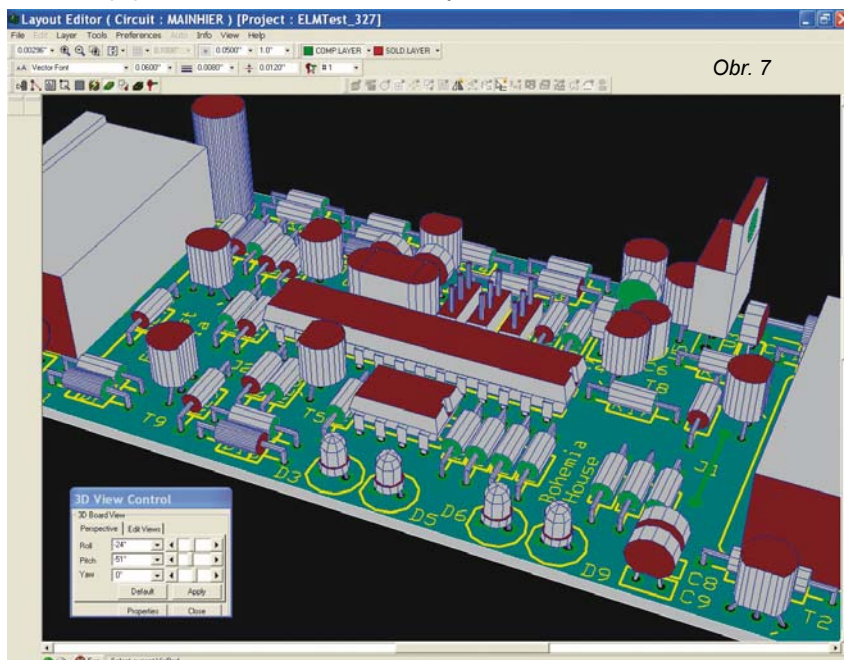 Layout Editor ( Circuit : MAINHIER ) [Project : ELMTest_327]
File Edit Layer Tools Preferences Auto Info View Help
0.00296" 0.0500" 1.0" COMP.LAYER SOLD.LAYER
Vector Font 0.0600" 0.0080" 0.0120" # 1
Obr. 7
C6
T8
J1
T9
T5
D3
D5
D6
Bohemia
House
D9
C8
C9
T2
3D View Control
3D Board View
Perspective Edit Views
Roll -24°
Pitch -51°
Yaw 0°
Default Apply
Properties Close